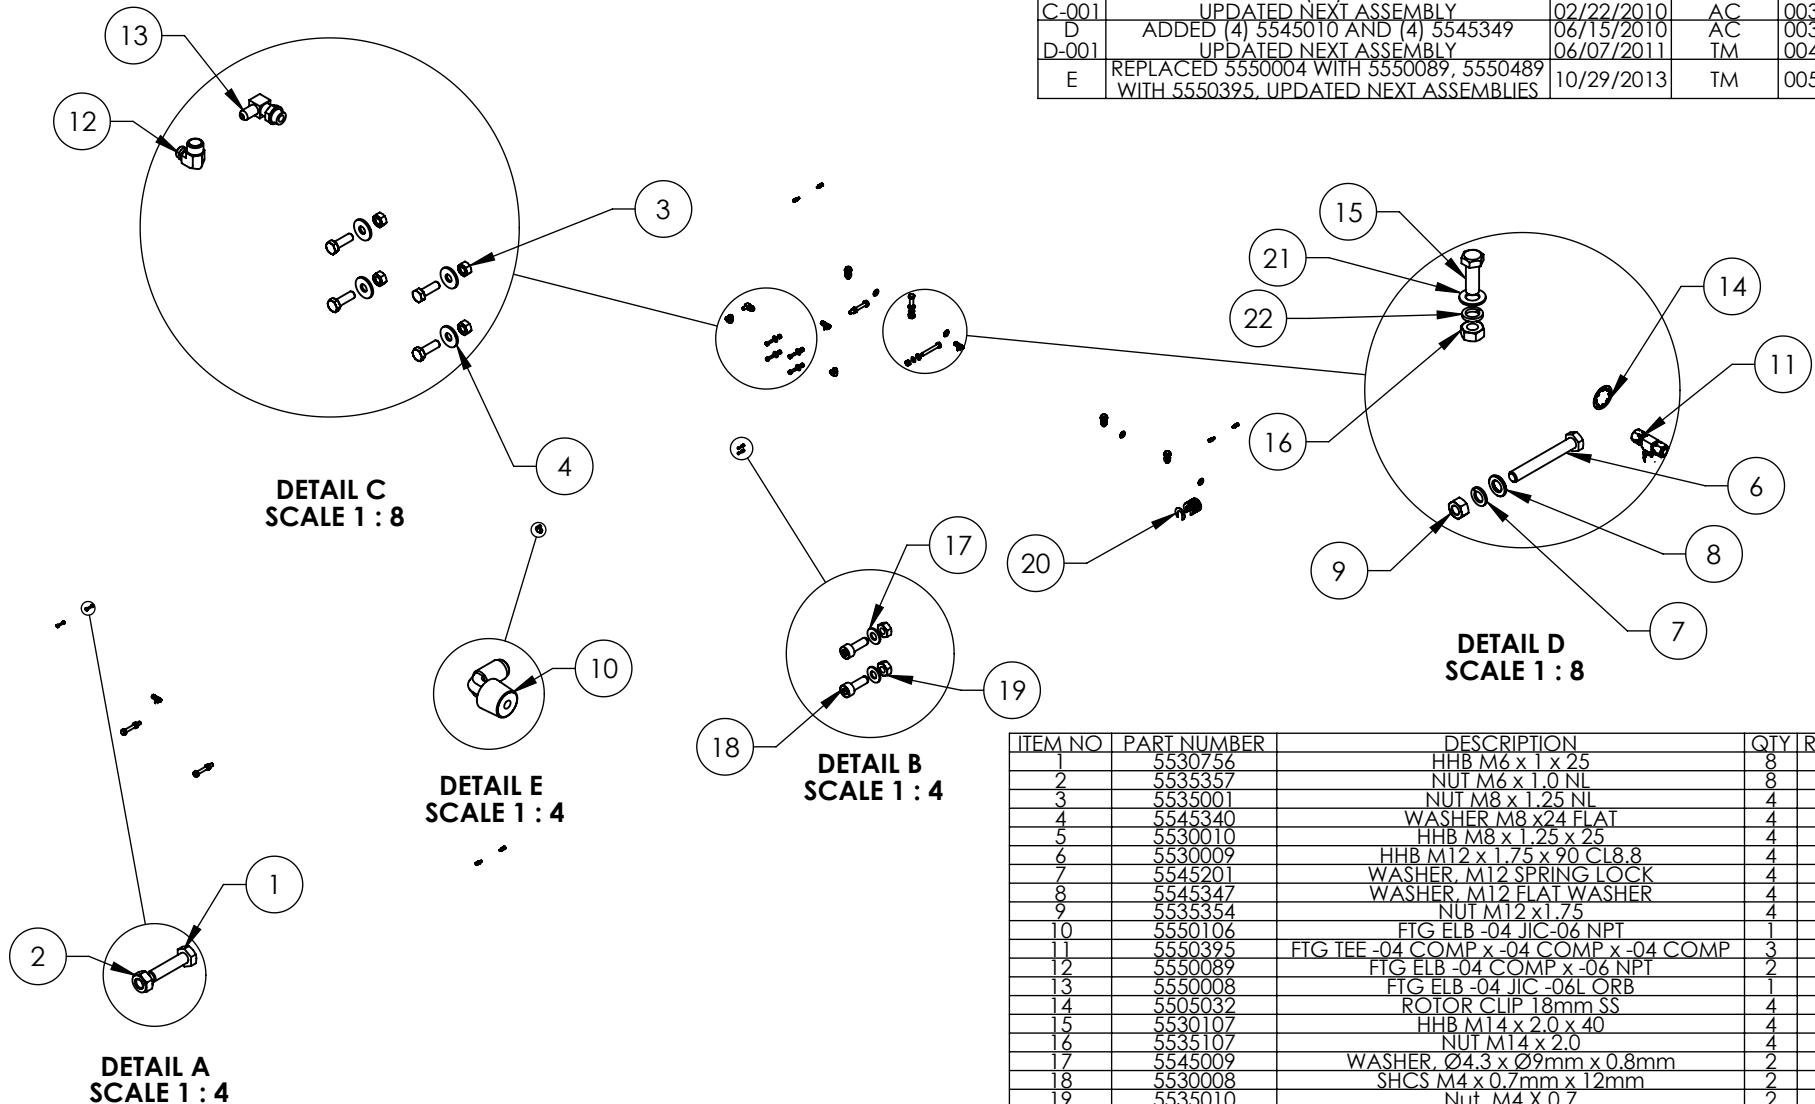 C-001 UPDATED NEXT ASSEMBLY 02/22/2010 AC 003
D ADDED (4) 5545010 AND (4) 5545349 06/15/2010 AC 003
D-001 UPDATED NEXT ASSEMBLY 06/07/2011 TM 004
E REPLACED 5550004 WITH 5550089, 5550489 WITH 5550395, UPDATED NEXT ASSEMBLIES 10/29/2013 TM 005
13
12
3
4
DETAIL C
SCALE 1 : 8
15
21
22
14
11
16
6
8
9
7
20
DETAIL D
SCALE 1 : 8
17
19
18
DETAIL B
SCALE 1 : 4
10
DETAIL E
SCALE 1 : 4
1
2
DETAIL A
SCALE 1 : 4
ITEM NO PART NUMBER DESCRIPTION QTY R
1 5530756 HHB M6 x 1 x 25 8
2 5535357 NUT M6 x 1.0 NL 8
3 5535001 NUT M8 x 1.25 NL 4
4 5545340 WASHER M8 x24 FLAT 4
5 5530010 HHB M8 x 1.25 x 25 4
6 5530009 HHB M12 x 1.75 x 90 CL8.8 4
7 5545201 WASHER, M12 SPRING LOCK 4
8 5545347 WASHER, M12 FLAT WASHER 4
9 5535354 NUT M12 x1.75 4
10 5550106 FTG ELB -04 JIC-06 NPT 1
11 5550395 FTG TEE -04 COMP x -04 COMP x -04 COMP 3
12 5550089 FTG ELB -04 COMP x -06 NPT 2
13 5550008 FTG ELB -04 JIC -06L ORB 1
14 5505032 ROTOR CLIP 18mm SS 4
15 5530107 HHB M14 x 2.0 x 40 4
16 5535107 NUT M14 x 2.0 4
17 5545009 WASHER, Ø4.3 x Ø9mm x 0.8mm 2
18 5530008 SHCS M4 x 0.7mm x 12mm 2
19 5535010 Nut, M4 X 0.7 2